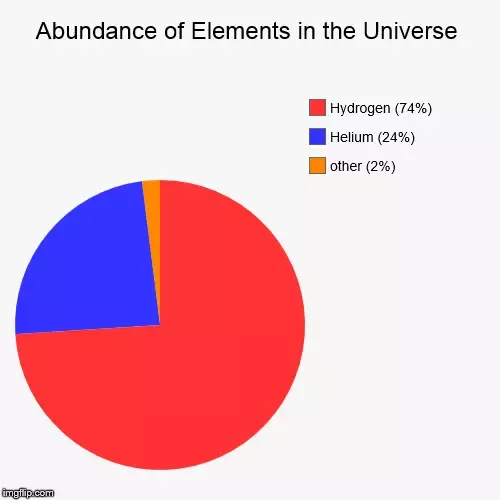 Abundance of Elements in the Universe
Hydrogen (74%)
Helium (24%)
other (2%)
imgflip.com